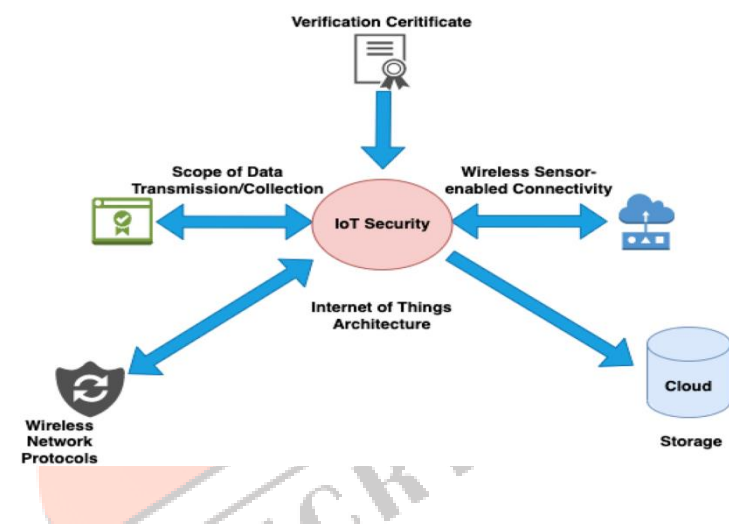 Verification Ceritificate
Scope of Data
Transmission/Collection
Wireless Sensor-
enabled Connectivity
IoT Security
Internet of Things
Architecture
Cloud
Wireless
Network
Protocols
Storage